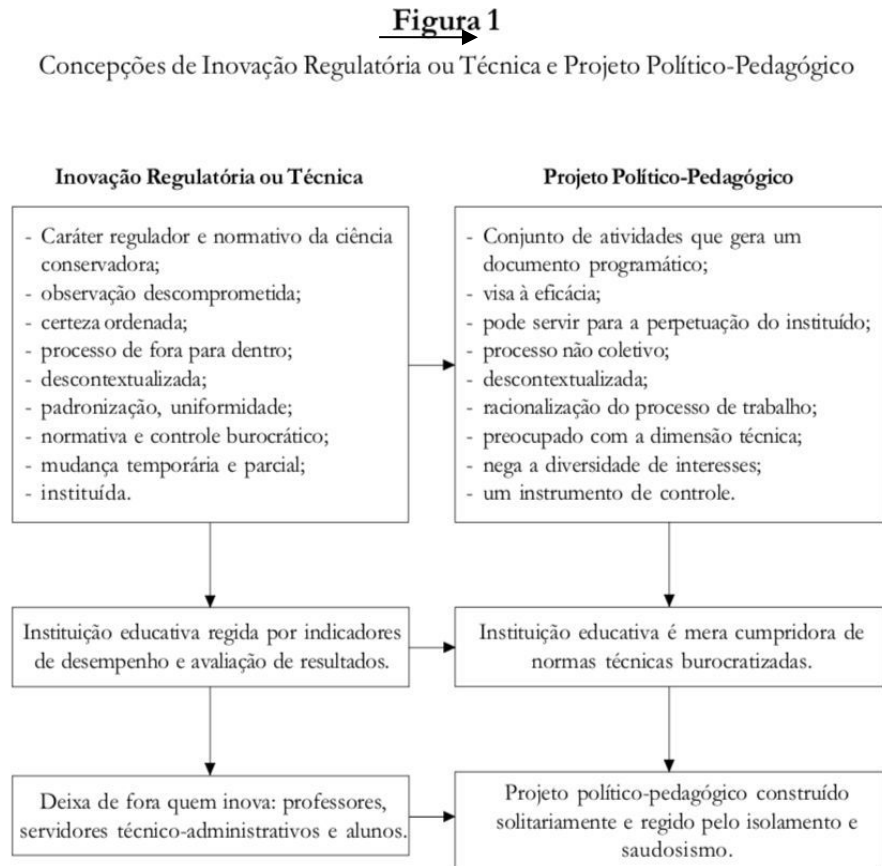 Figura 1
Concepções de Inovação Regulatória ou Técnica e Projeto Político-Pedagógico
Inovação Regulatória ou Técnica
- Caráter regulador e normativo da ciência
conservadora;
- observação descomprometida;
- certeza ordenada;
- processo de fora para dentro;
- descontextualizada;
- padronização, uniformidade;
- normativa e controle burocrático;
- mudança temporária e parcial;
- instituída.
Projeto Político-Pedagógico
- Conjunto de atividades que gera um
documento programático;
- visa à eficácia;
- pode servir para a perpetuação do instituído;
- processo não coletivo;
- descontextualizada;
- racionalização do processo de trabalho;
- preocupado com a dimensão técnica;
- nega a diversidade de interesses;
- um instrumento de controle.
Instituição educativa regida por indicadores
de desempenho e avaliação de resultados.
Instituição educativa é mera cumpridora de
normas técnicas burocratizadas.
Deixa de fora quem inova: professores,
servidores técnico-administrativos e alunos.
Projeto político-pedagógico construído
solitariamente e regido pelo isolamento e
saudosismo.